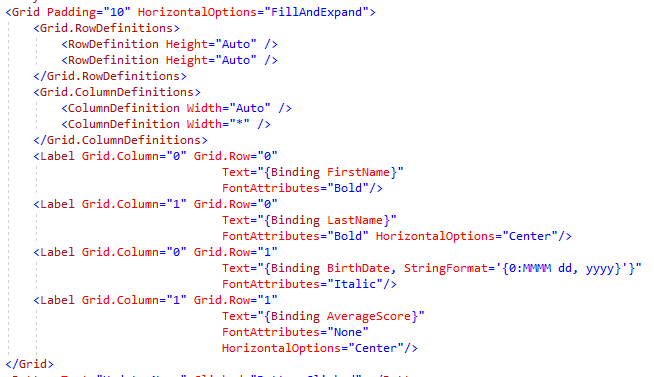 <Grid Padding="10" HorizontalOptions="FillAndExpand">
<Grid.RowDefinitions>
<RowDefinition Height="Auto" />
<RowDefinition Height="Auto" />
</Grid.RowDefinitions>
<Grid.ColumnDefinitions>
<ColumnDefinition Width="Auto" />
<ColumnDefinition Width="*" />
</Grid.ColumnDefinitions>
<Label Grid.Column="0" Grid.Row="0"
Text="{Binding FirstName}"
FontAttributes="Bold"/>
<Label Grid.Column="1" Grid.Row="0"
Text="{Binding LastName}"
FontAttributes="Bold" HorizontalOptions="Center"/>
<Label Grid.Column="0" Grid.Row="1"
Text="{Binding BirthDate, StringFormat='{0:MMMM dd, yyyy}'}"
FontAttributes="Italic"/>
<Label Grid.Column="1" Grid.Row="1"
Text="{Binding AverageScore}"
FontAttributes="None"
HorizontalOptions="Center"/>
</Grid>